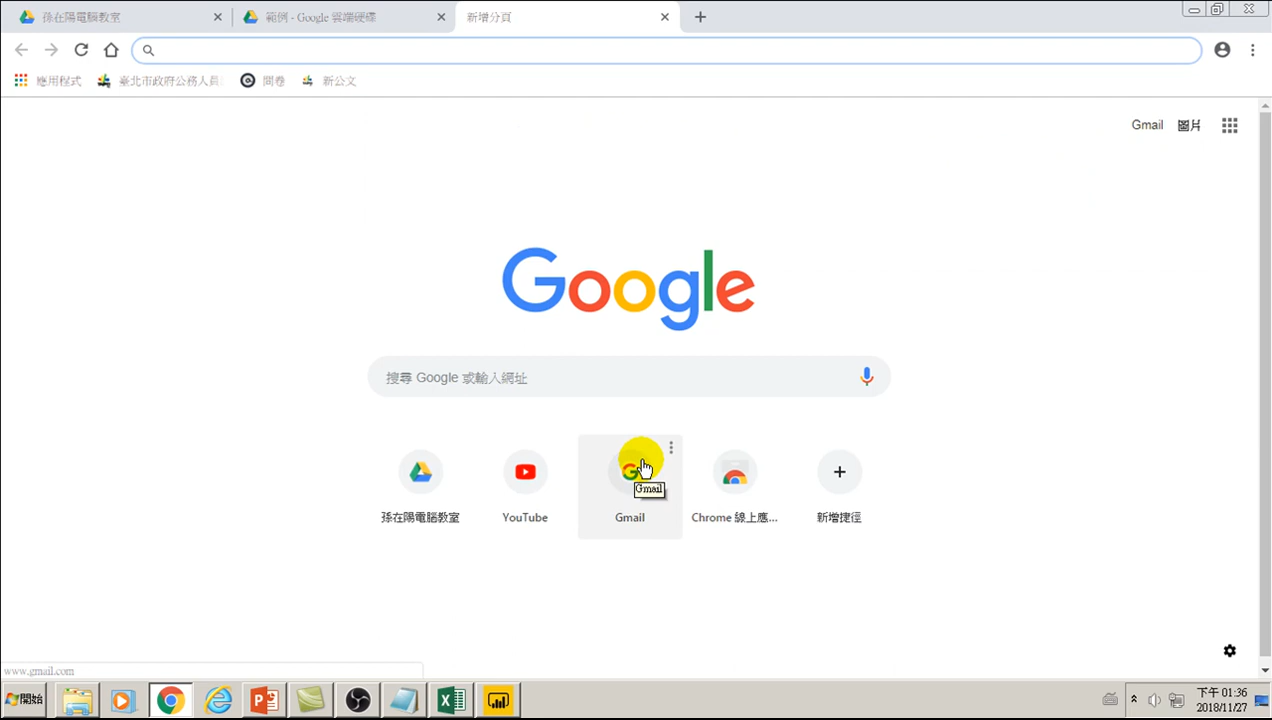 孫在陽電腦教室
範例 - Google 雲端硬碟
新增分頁
應用程式
臺北市政府公務人員
問卷
新公文
Gmail
圖片
Google
搜尋 Google 或輸入網址
Gmail
孫在陽電腦教室
YouTube
Gmail
Chrome 線上應...
新增捷徑
www.gmail.com
開始
下午 01:36
2018/11/27